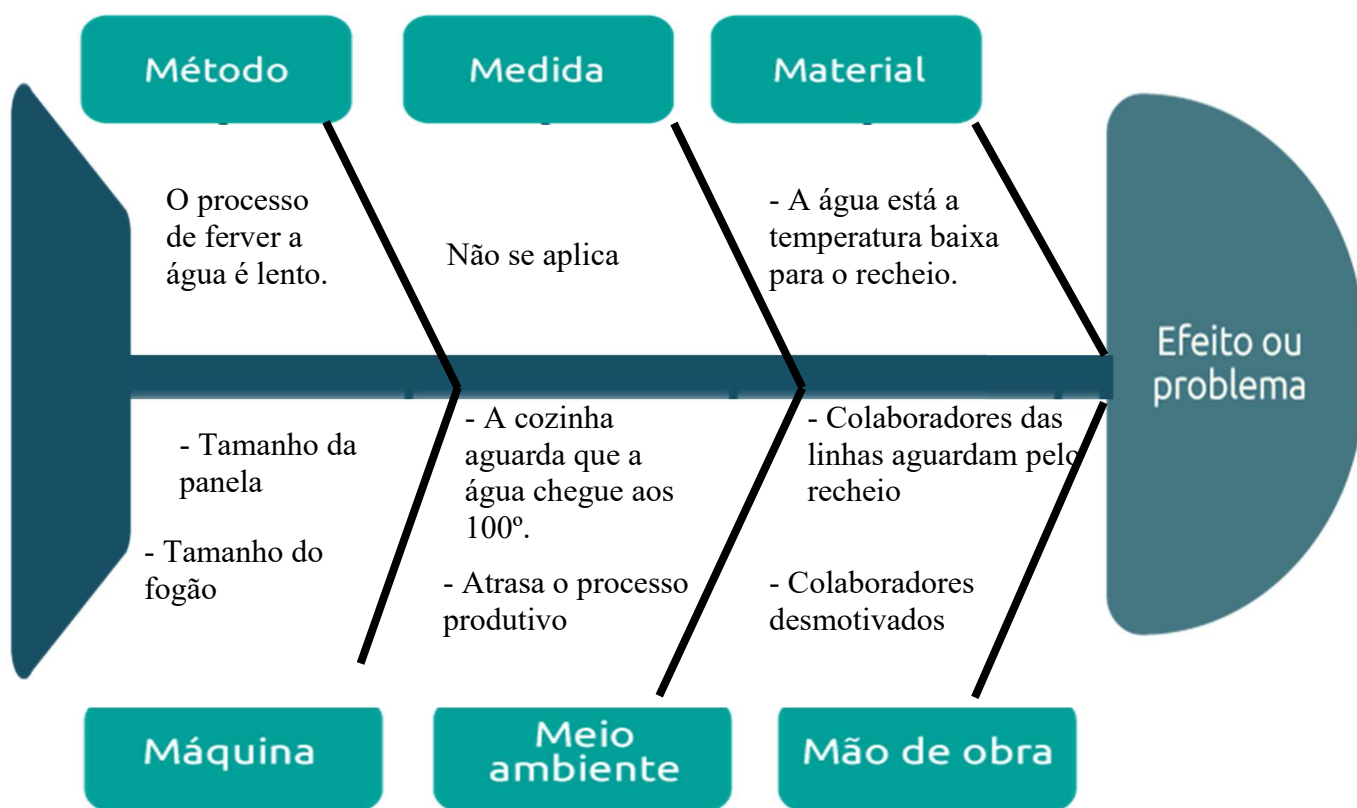 Método
Medida
Material
O processo
de ferver a
água é lento.
Não se aplica
- A água está a
temperatura baixa
para o recheio.
Efeito ou
problema
- Tamanho da
panela
- Tamanho do
fogão
- A cozinha
aguarda que a
água chegue aos
100º.
- Atrasa o processo
produtivo
- Colaboradores das
linhas aguardam pelo
recheio
- Colaboradores
desmotivados
Máquina
Meio
ambiente
Mão de obra